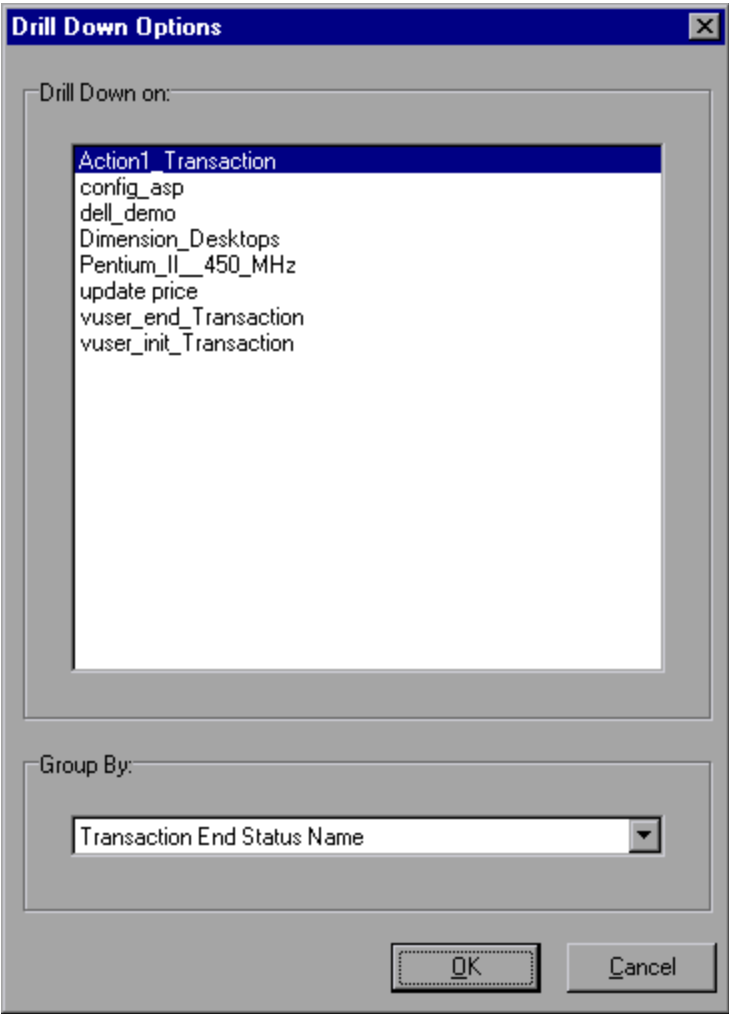 Drill Down Options
Drill Down on:
Action1_Transaction
config_asp
dell_demo
Dimension_Desktops
Pentium_II__450_MHz
update price
vuser_end_Transaction
vuser_init_Transaction
Group By:
Transaction End Status Name
OK Cancel